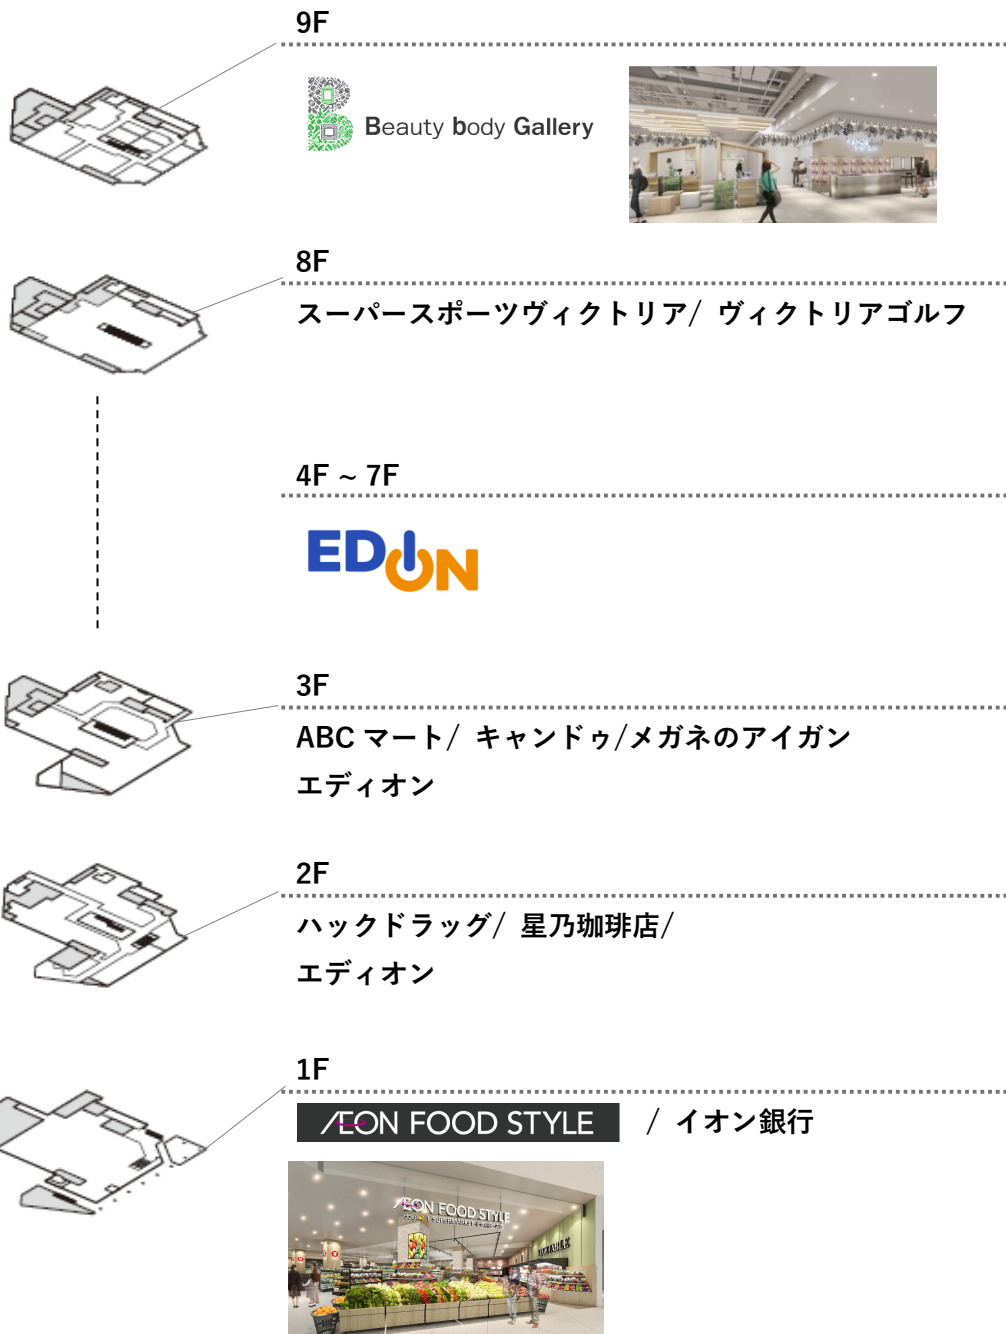 9F
Beauty body Gallery
8F
スーパースポーツヴィクトリア/ ヴィクトリアゴルフ
4F ~ 7F
EDION
3F
ABC マート/ キャンドゥ/メガネのアイガン
エディオン
2F
ハックドラッグ/ 星乃珈琲店/
エディオン
1F
ÆON FOOD STYLE / イオン銀行
ÆON FOOD STYLE